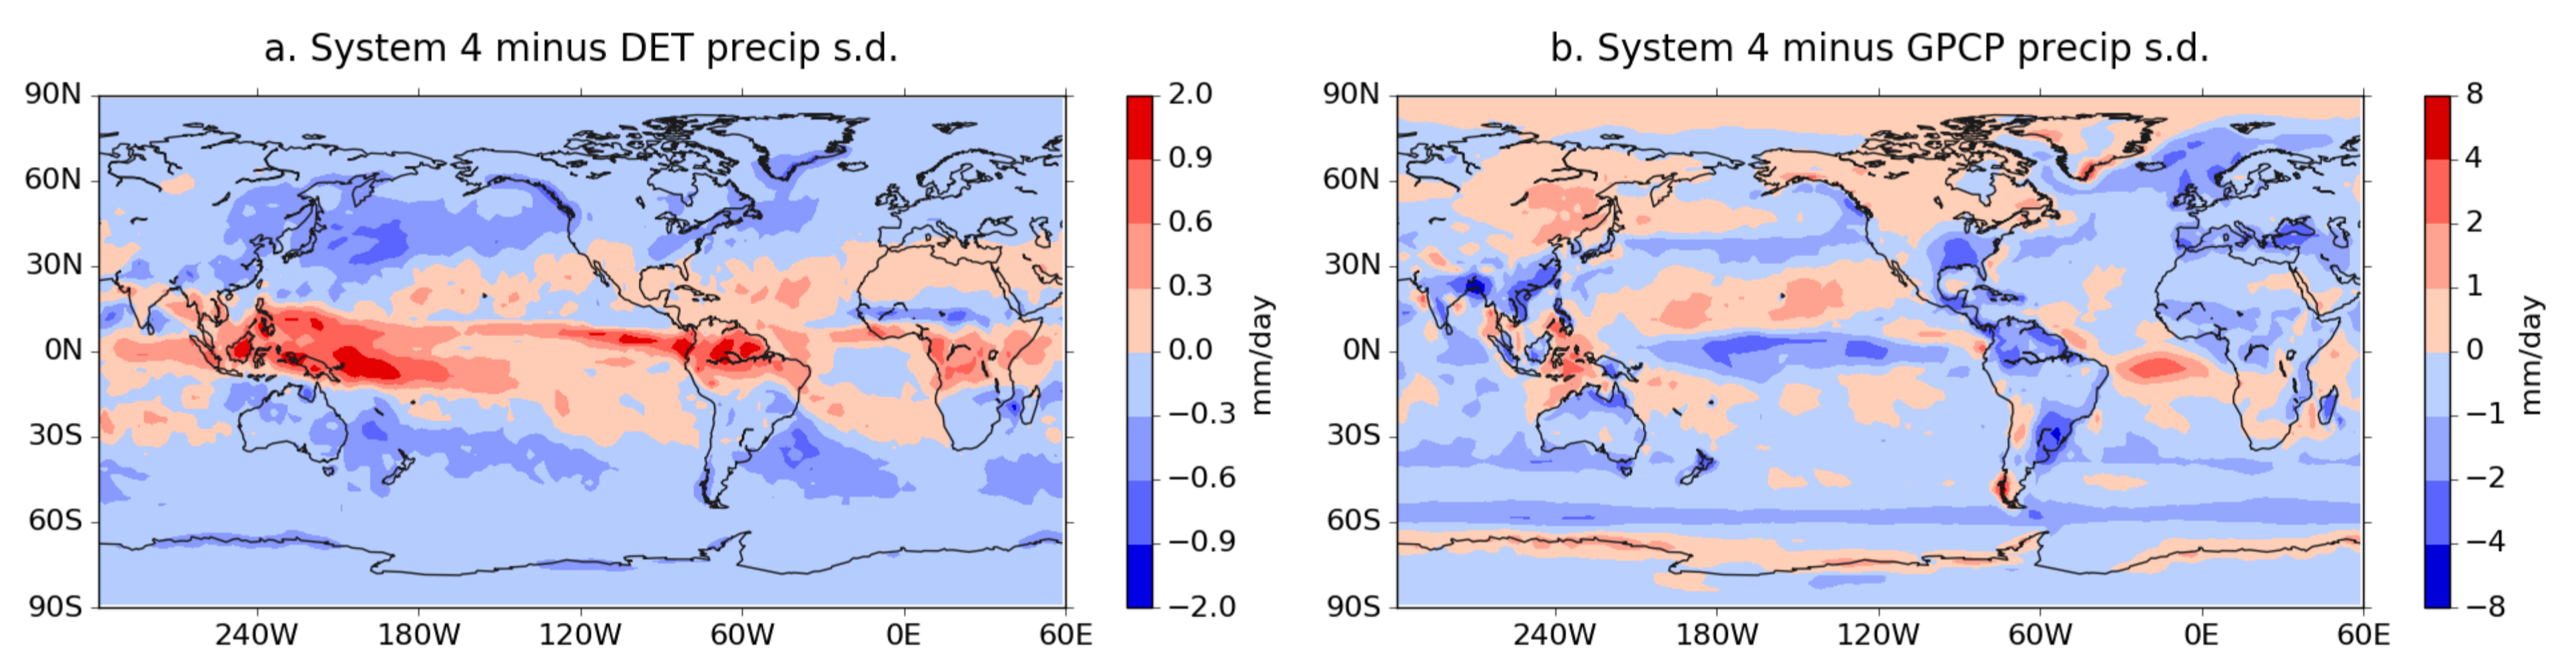 a. System 4 minus DET precip s.d.
90N
60N
30N
0N
30S
60S
90S
240W 180W 120W 60W 0E 60E
2.0
0.9
0.6
0.3
0.0
−0.3
−0.6
−0.9
−2.0
mm/day
b. System 4 minus GPCP precip s.d.
90N
60N
30N
0N
30S
60S
90S
240W 180W 120W 60W 0E 60E
8
4
2
1
0
−1
−2
−4
−8
mm/day